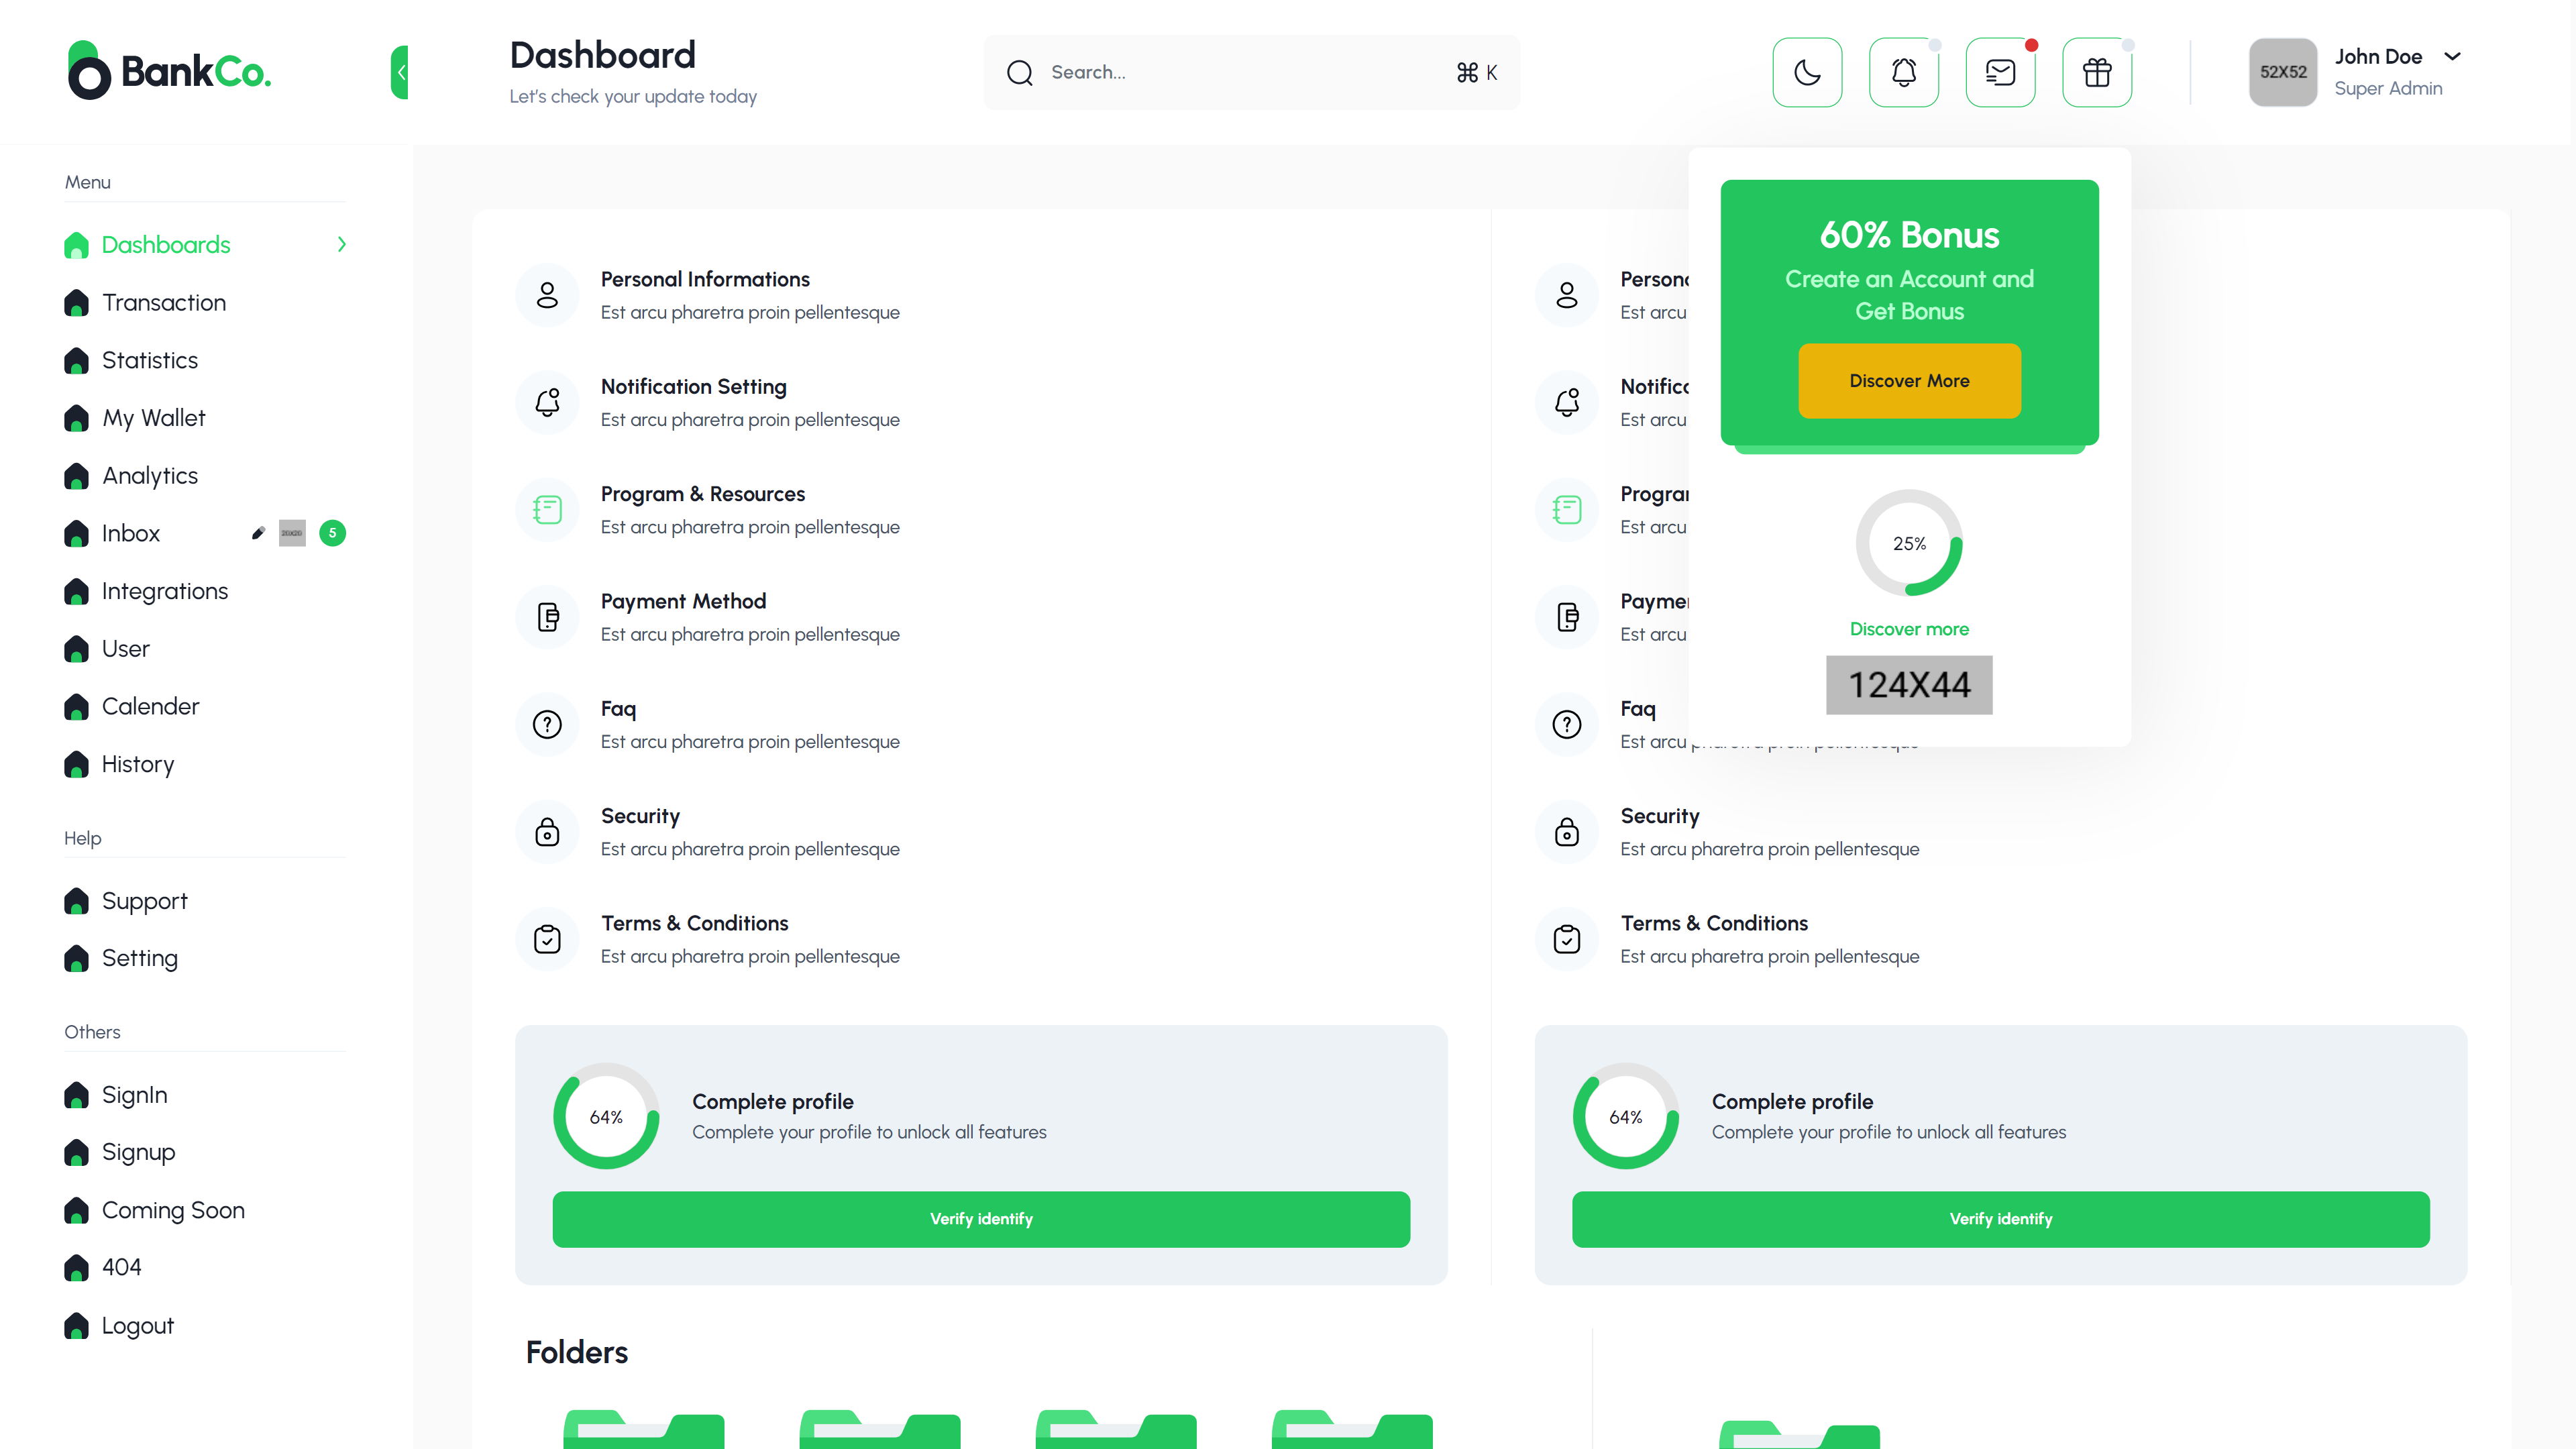 BankCo.
Dashboard
Let's check your update today
Search...
⌘ K
52X52
John Doe
Super Admin
Menu
Dashboards
Transaction
Statistics
My Wallet
Analytics
Inbox
5
Integrations
User
Calender
History
Help
Support
Setting
Others
SignIn
Signup
Coming Soon
404
Logout
Personal Informations
Est arcu pharetra proin pellentesque
Notification Setting
Est arcu pharetra proin pellentesque
Program & Resources
Est arcu pharetra proin pellentesque
Payment Method
Est arcu pharetra proin pellentesque
Faq
Est arcu pharetra proin pellentesque
Security
Est arcu pharetra proin pellentesque
Terms & Conditions
Est arcu pharetra proin pellentesque
64%
Complete profile
Complete your profile to unlock all features
Verify identify
Est arcu
Est arcu
Est arcu
Est arcu
Faq
Est arcu pharetra proin pellentesque
Security
Est arcu pharetra proin pellentesque
Terms & Conditions
Est arcu pharetra proin pellentesque
64%
Complete profile
Complete your profile to unlock all features
Verify identify
60% Bonus
Create an Account and
Get Bonus
Discover More
25%
Discover more
124X44
Folders